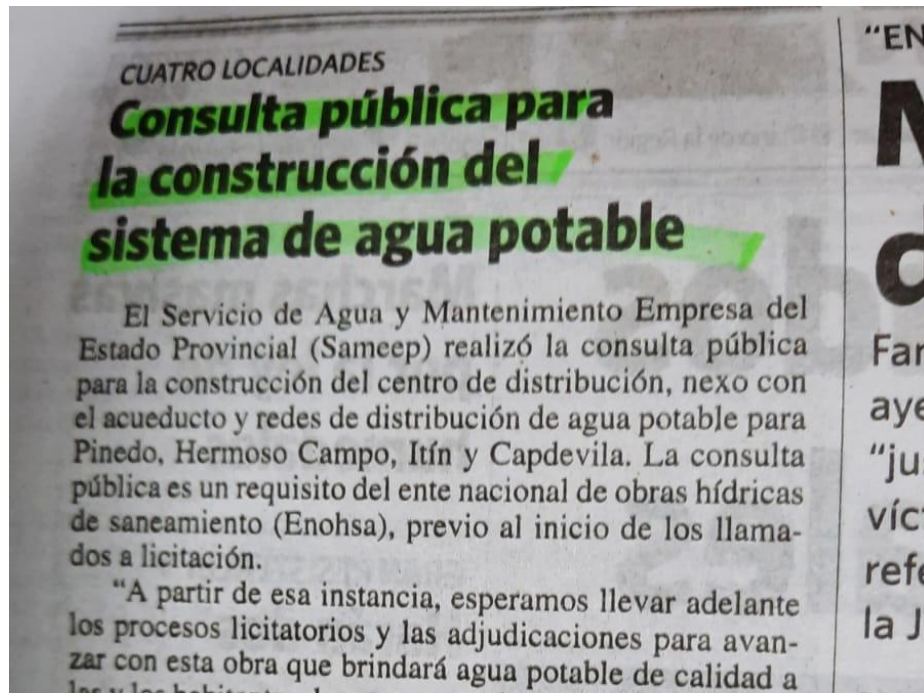 CUATRO LOCALIDADES
Consulta pública para
la construcción del
sistema de agua potable
El Servicio de Agua y Mantenimiento Empresa del
Estado Provincial (Sameep) realizó la consulta pública
para la construcción del centro de distribución, nexo con
el acueducto y redes de distribución de agua potable para
Pinedo, Hermoso Campo, Itín y Capdevila. La consulta
pública es un requisito del ente nacional de obras hídricas
de saneamiento (Enohsa), previo al inicio de los llama-
dos a licitación.
“A partir de esa instancia, esperamos llevar adelante
los procesos licitatorios y las adjudicaciones para avan-
zar con esta obra que brindará agua potable de calidad a
“EN
M
Far
aye
“ju
víc
refe
la J